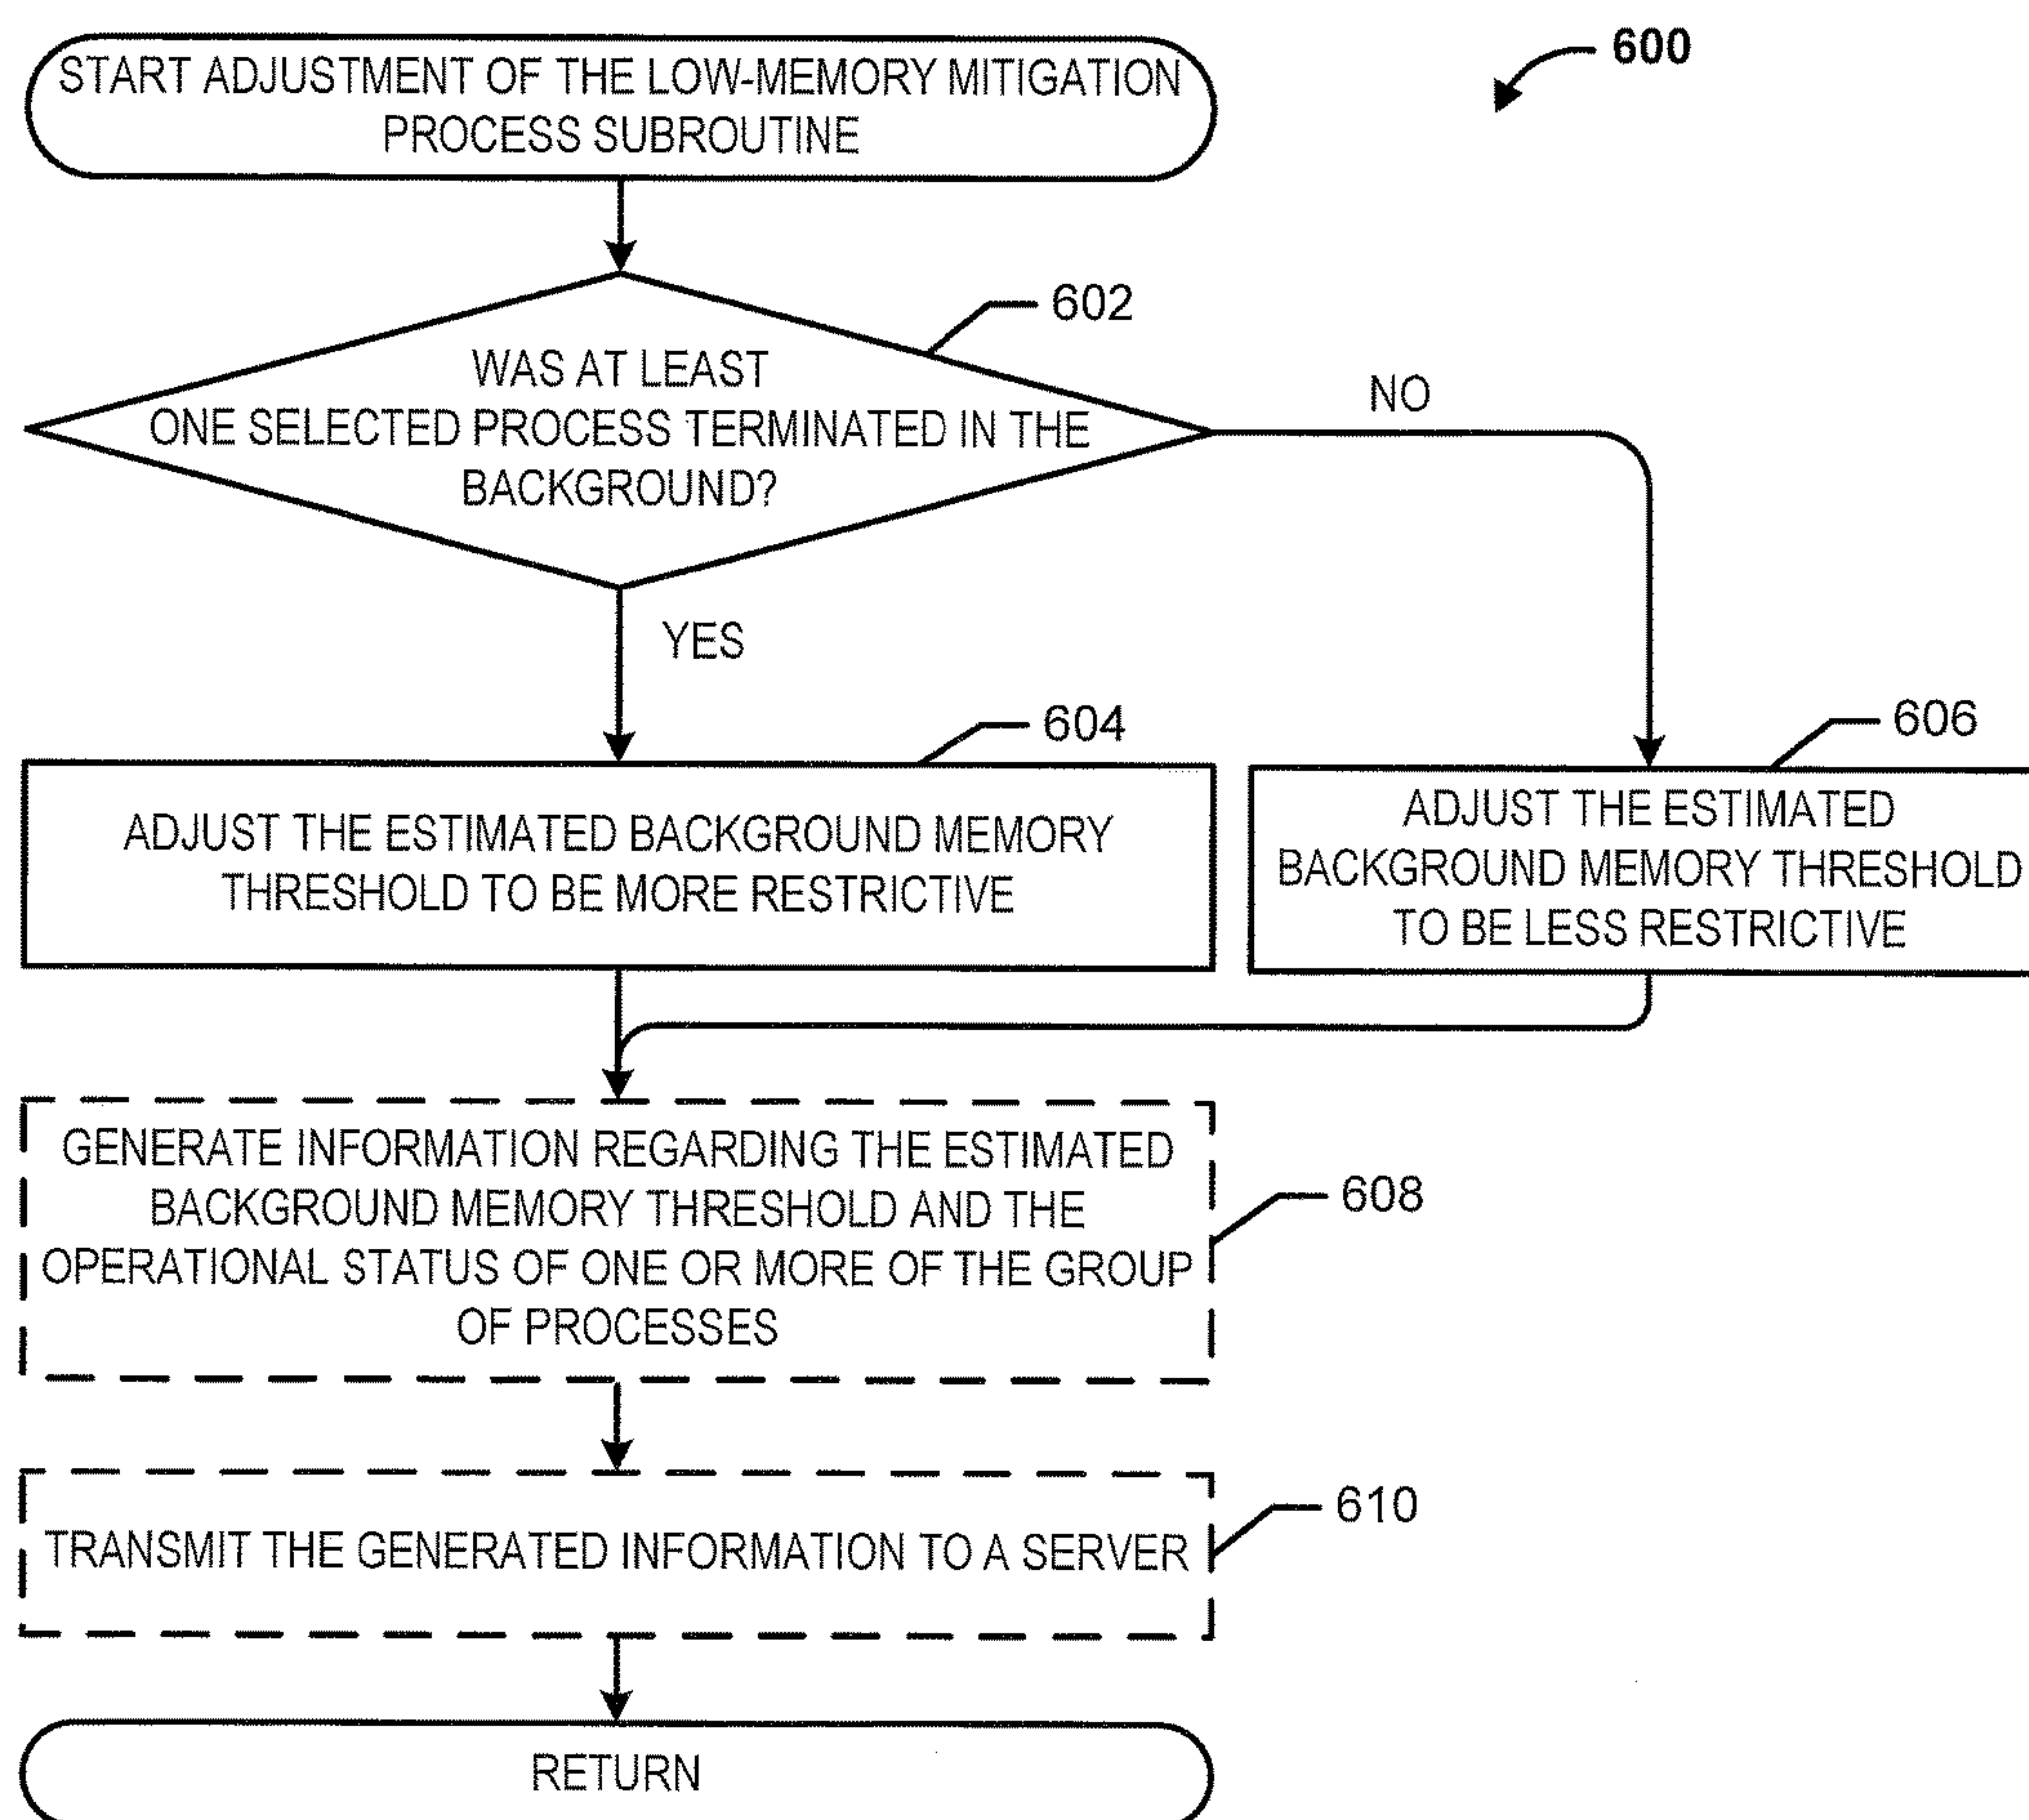 600
START ADJUSTMENT OF THE LOW-MEMORY MITIGATION
PROCESS SUBROUTINE
602
WAS AT LEAST
ONE SELECTED PROCESS TERMINATED IN THE
BACKGROUND?
NO
YES
604
ADJUST THE ESTIMATED BACKGROUND MEMORY
THRESHOLD TO BE MORE RESTRICTIVE
606
ADJUST THE ESTIMATED
BACKGROUND MEMORY THRESHOLD
TO BE LESS RESTRICTIVE
GENERATE INFORMATION REGARDING THE ESTIMATED
BACKGROUND MEMORY THRESHOLD AND THE
OPERATIONAL STATUS OF ONE OR MORE OF THE GROUP
OF PROCESSES
608
TRANSMIT THE GENERATED INFORMATION TO A SERVER
610
RETURN